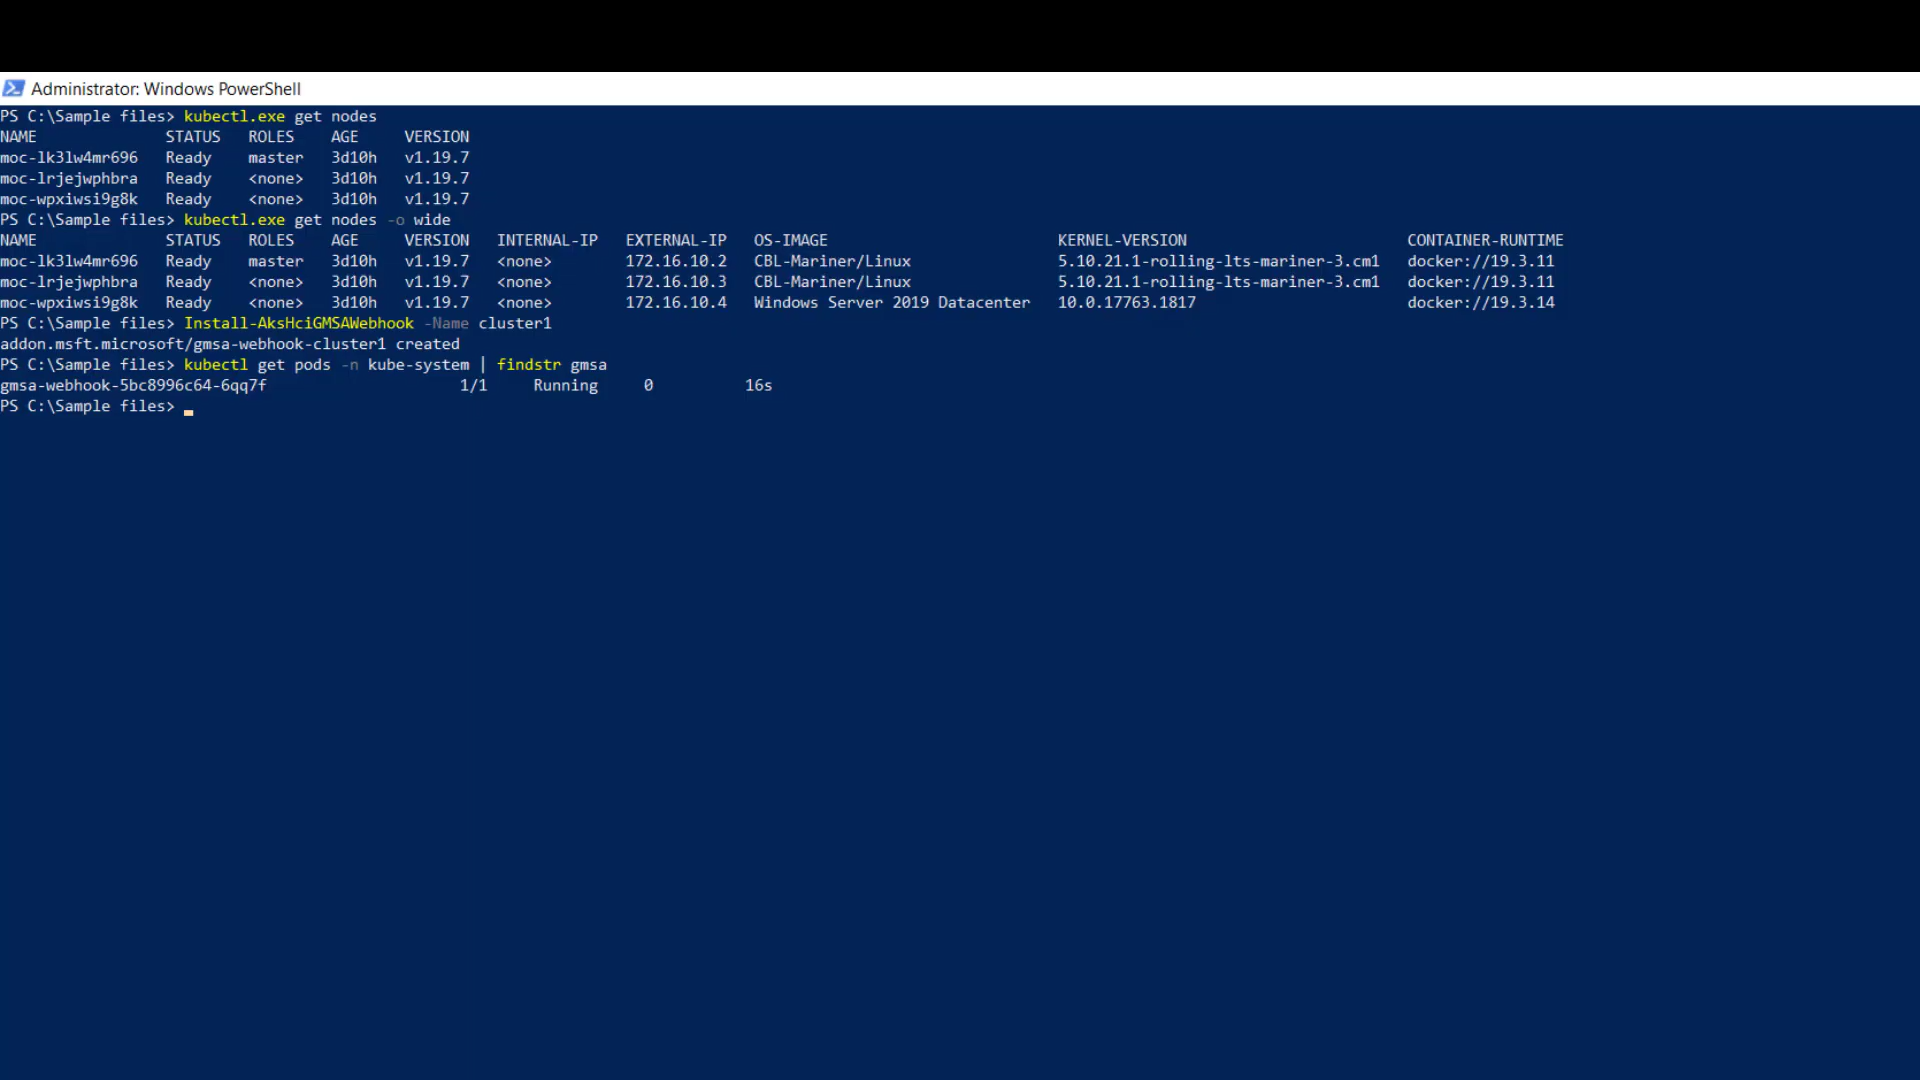 Administrator: Windows PowerShell
PS C:\Sample files> kubectl.exe get nodes
NAME STATUS ROLES AGE VERSION
moc-lk3lw4mr696 Ready master 3d10h v1.19.7
moc-lrjejwphbra Ready <none> 3d10h v1.19.7
moc-wpxiwsi9g8k Ready <none> 3d10h v1.19.7
PS C:\Sample files> kubectl.exe get nodes -o wide
NAME STATUS ROLES AGE VERSION INTERNAL-IP EXTERNAL-IP OS-IMAGE KERNEL-VERSION CONTAINER-RUNTIME
moc-lk3lw4mr696 Ready master 3d10h v1.19.7 <none> 172.16.10.2 CBL-Mariner/Linux 5.10.21.1-rolling-lts-mariner-3.cm1 docker://19.3.11
moc-lrjejwphbra Ready <none> 3d10h v1.19.7 <none> 172.16.10.3 CBL-Mariner/Linux 5.10.21.1-rolling-lts-mariner-3.cm1 docker://19.3.11
moc-wpxiwsi9g8k Ready <none> 3d10h v1.19.7 <none> 172.16.10.4 Windows Server 2019 Datacenter 10.0.17763.1817 docker://19.3.14
PS C:\Sample files> Install-AksHciGMSAWebhook -Name cluster1
addon.msft.microsoft/gmsa-webhook-cluster1 created
PS C:\Sample files> kubectl get pods -n kube-system | findstr gmsa
gmsa-webhook-5bc8996c64-6qq7f 1/1 Running 0 16s
PS C:\Sample files>